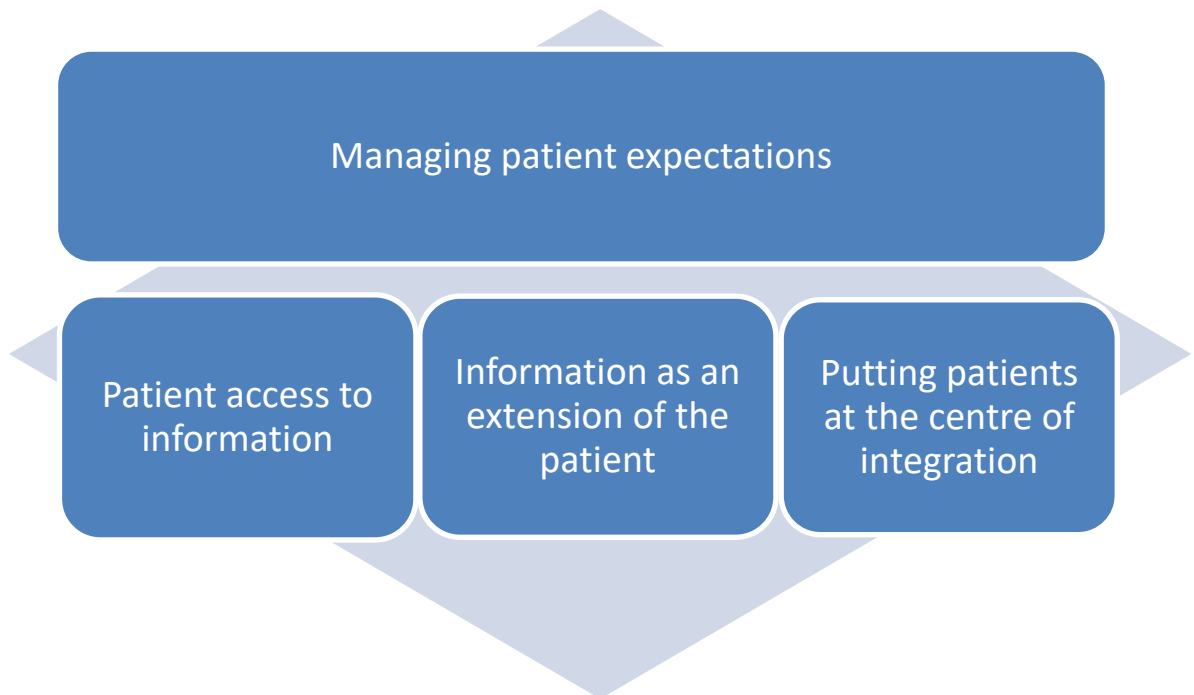 Managing patient expectations
Patient access to
information
Information as an
extension of the
patient
Putting patients
at the centre of
integration